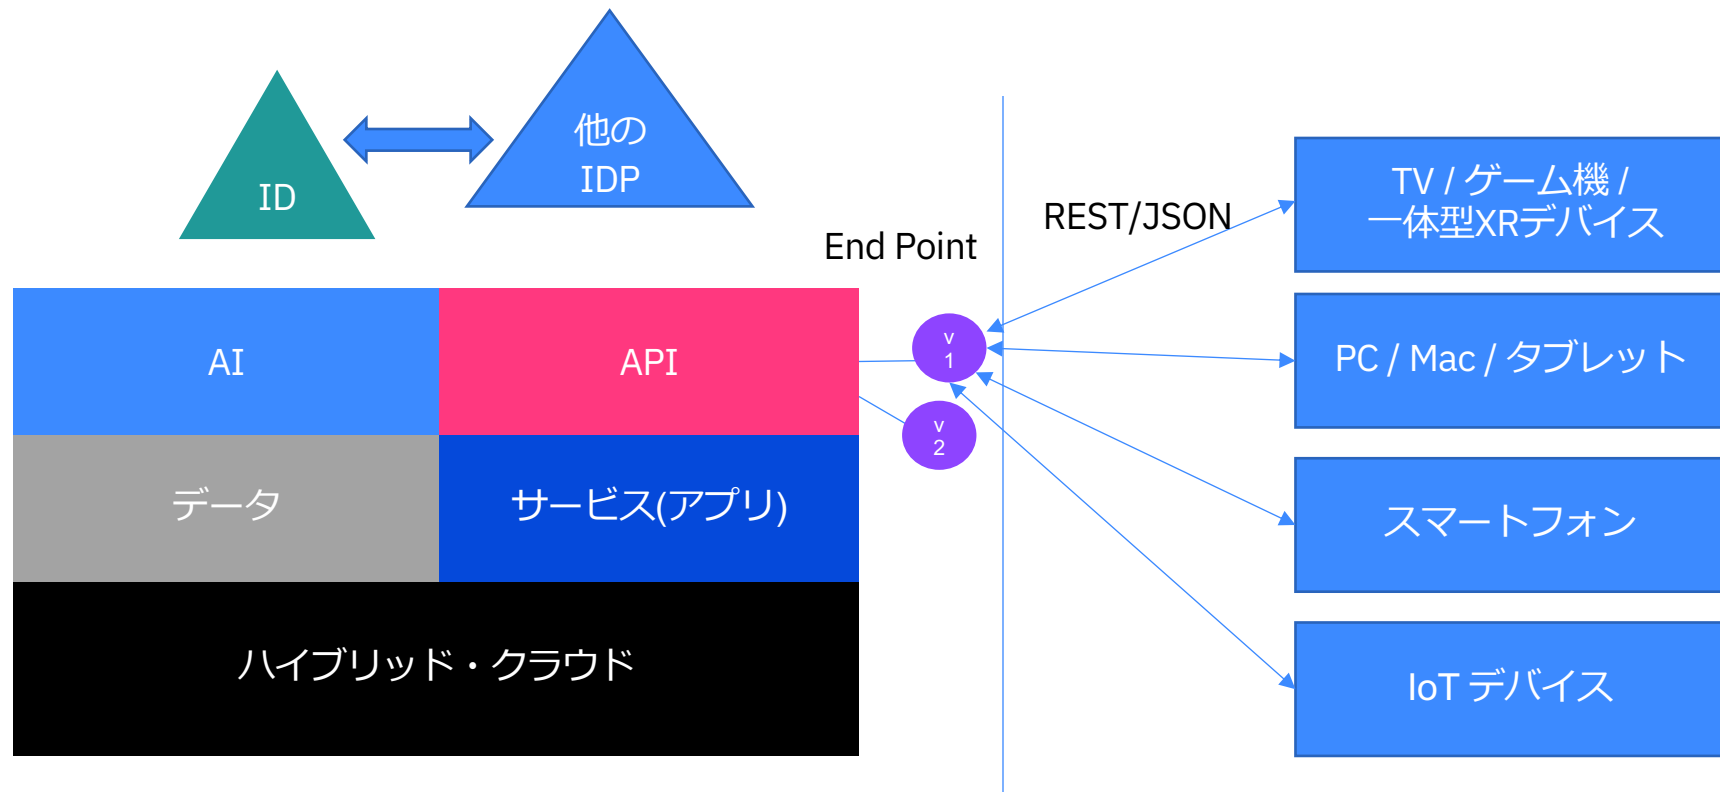 他の
IDP
ID
End Point
REST/JSON
AI
API
データ
サービス(アプリ)
ハイブリッド・クラウド
v
1
v
2
TV / ゲーム機 /
一体型XRデバイス
PC / Mac / タブレット
スマートフォン
IoT デバイス